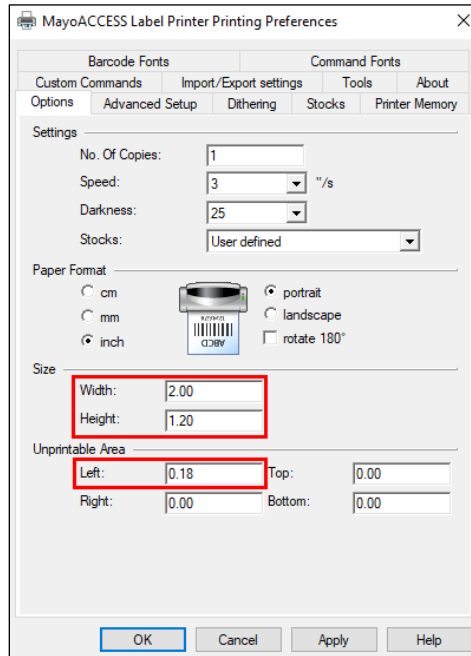 MayoACCESS Label Printer Printing Preferences
Barcode Fonts Command Fonts
Custom Commands Import/Export settings Tools About
Options Advanced Setup Dithering Stocks Printer Memory
Settings
No. Of Copies: 1
Speed: 3 "/s
Darkness: 25
Stocks: User defined
Paper Format
cm portrait
mm landscape
inch rotate 180°
ABCD
Size
Width: 2.00
Height: 1.20
Unprintable Area
Left: 0.18 Top: 0.00
Right: 0.00 Bottom: 0.00
OK Cancel Apply Help